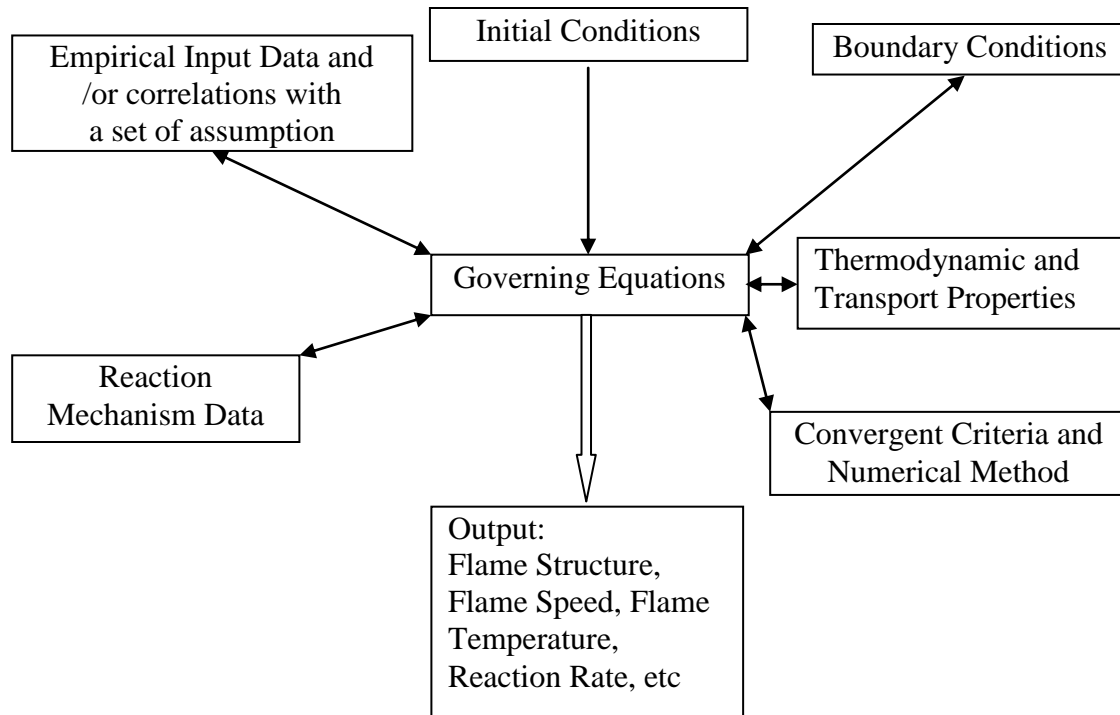 Initial Conditions
Empirical Input Data and
/or correlations with
a set of assumption
Boundary Conditions
Governing Equations
Thermodynamic and
Transport Properties
Reaction
Mechanism Data
Convergent Criteria and
Numerical Method
Output:
Flame Structure,
Flame Speed, Flame
Temperature,
Reaction Rate, etc